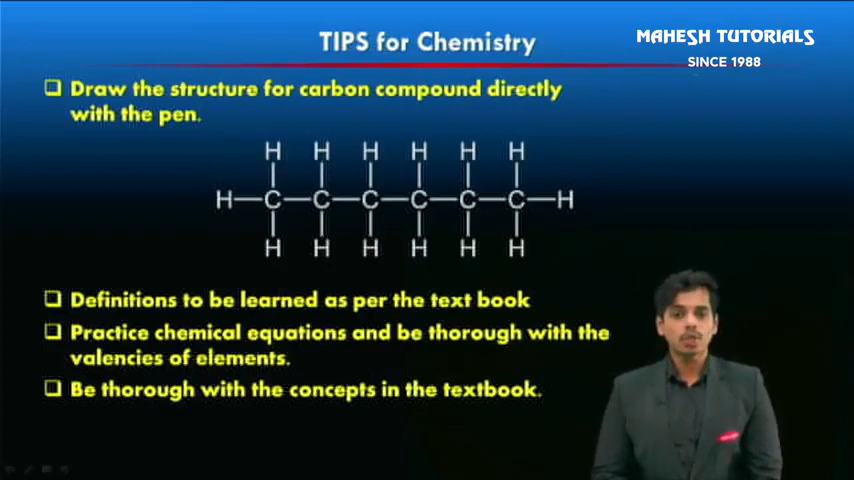 TIPS for Chemistry
MAHESH TUTORIALS
SINCE 1988
❑ Draw the structure for carbon compound directly
with the pen.
H H H H H H
H—C—C—C—C—C—C—H
H H H H H H
❑ Definitions to be learned as per the text book
❑ Practice chemical equations and be thorough with the
valencies of elements.
❑ Be thorough with the concepts in the textbook.